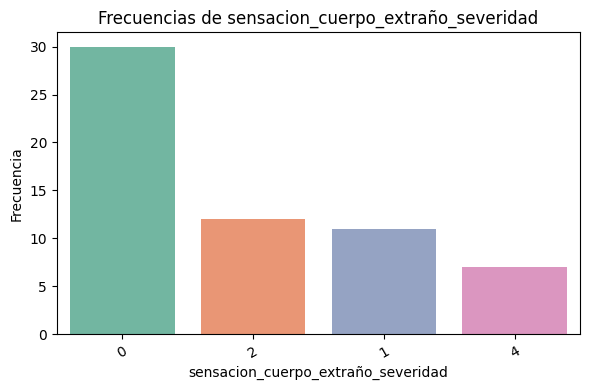 Frecuencias de sensacion_cuerpo_extraño_severidad
30
25
20
15
10
5
0
Frecuencia
0 2 1 4
sensacion_cuerpo_extraño_severidad